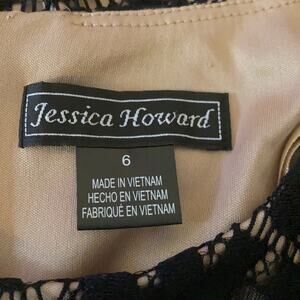 Jessica Howard
6
MADE IN VIETNAM
HECHO EN VIETNAM
FABRIQUÉ EN VIETNAM